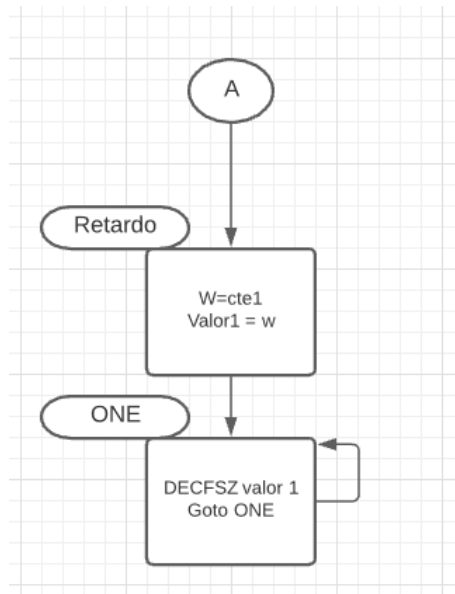 A
Retardo
W=cte1
Valor1 = w
ONE
DECFSZ valor 1
Goto ONE